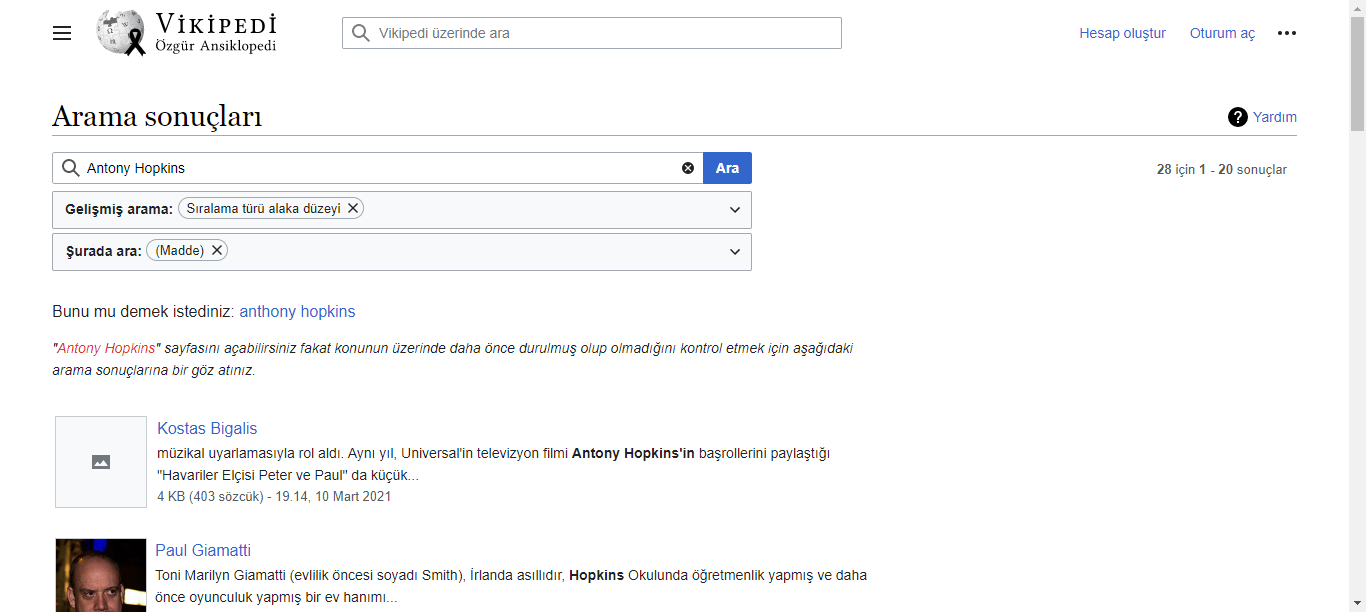 VİKİPEDİ
Özgür Ansiklopedi
Vikipedi üzerinde ara
Hesap oluştur
Oturum aç
Arama sonuçları
Yardım
Antony Hopkins
Ara
28 için 1 - 20 sonuçlar
Gelişmiş arama: Sıralama türü alaka düzeyi
Şurada ara: (Madde)
Bunu mu demek istediniz: anthony hopkins
"Antony Hopkins" sayfasını açabilirsiniz fakat konunun üzerinde daha önce durulmuş olup olmadığını kontrol etmek için aşağıdaki
arama sonuçlarına bir göz atınız.
Kostas Bigalis
müzikal uyarlamasıyla rol aldı. Aynı yıl, Universal'in televizyon filmi Antony Hopkins'in başrollerini paylaştığı
"Havariler Elçisi Peter ve Paul" da küçük...
4 KB (403 sözcük) - 19.14, 10 Mart 2021
Paul Giamatti
Toni Marilyn Giamatti (evlilik öncesi soyadı Smith), İrlanda asıllıdır, Hopkins Okulunda öğretmenlik yapmış ve daha
önce oyunculuk yapmış bir ev hanımı...